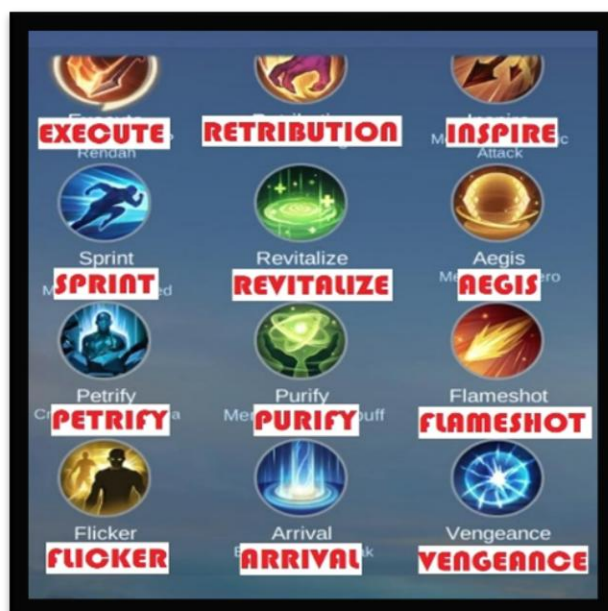 EXECUTE RETRIBUTION INSPIRE
Rendah Attack
Sprint Revitalize Aegis
SPRINT REVITALIZE AEGIS
Petrify Purify Flameshot
PETRIFY PURIFY FLAMESHOT
Flicker Arrival Vengeance
FLICKER ARRIVAL VENGEANCE